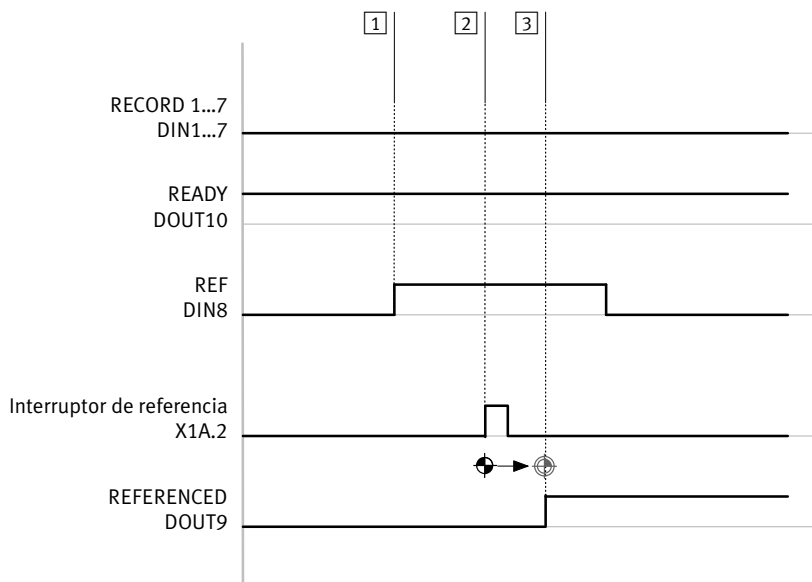 1 2 3
RECORD 1...7
DIN1...7
READY
DOUT10
REF
DIN8
Interruptor de referencia
X1A.2
REFERENCED
DOUT9